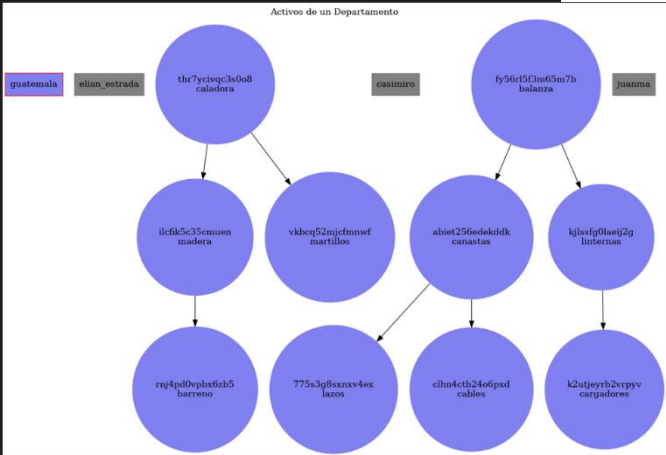 Activos de un Departamento
guatemala
elian_estrada
thr7ycivqc3s0o8
caladora
casimiro
fy56rl5f3m65m7b
balanza
juanma
ilcfik5c35cmuen
madera
vkbcq52mjcfmnwf
martillos
abiet256edekddk
canastas
kjlssfg0laeij2g
linternas
rnj4pd0vpbx6zb5
barreno
775s3g8sxnxv4ex
lazos
clhn4ctb24o6pxd
cables
k2utjeyrb2vrpyv
cargadores